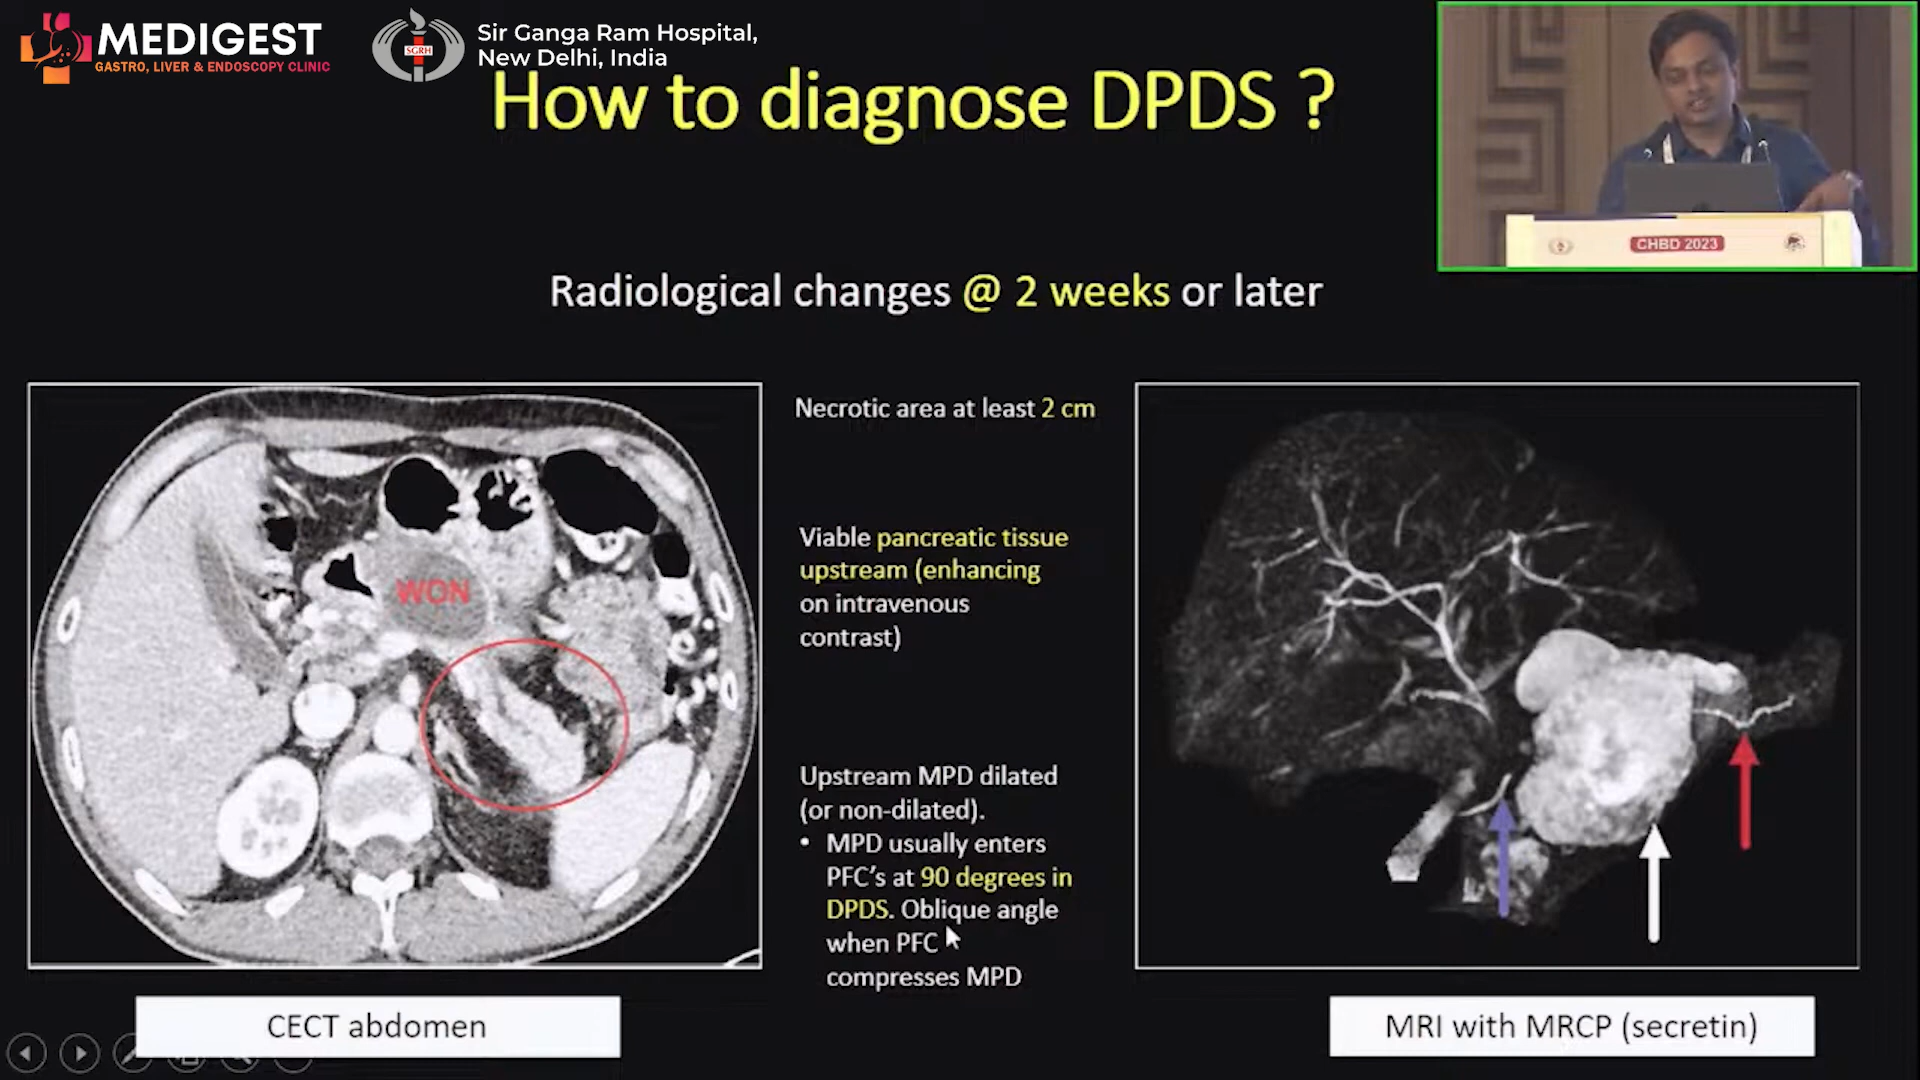 MEDIGEST
GASTRO, LIVER & ENDOSCOPY CLINIC
SGRH
Sir Ganga Ram Hospital,
New Delhi, India
How to diagnose DPDS ?
CHBD 2023
Radiological changes @ 2 weeks or later
WON
Necrotic area at least 2 cm
Viable pancreatic tissue
upstream (enhancing
on intravenous
contrast)
Upstream MPD dilated
(or non-dilated).
• MPD usually enters
PFC's at 90 degrees in
DPDS. Oblique angle
when PFC
compresses MPD
CECT abdomen
MRI with MRCP (secretin)